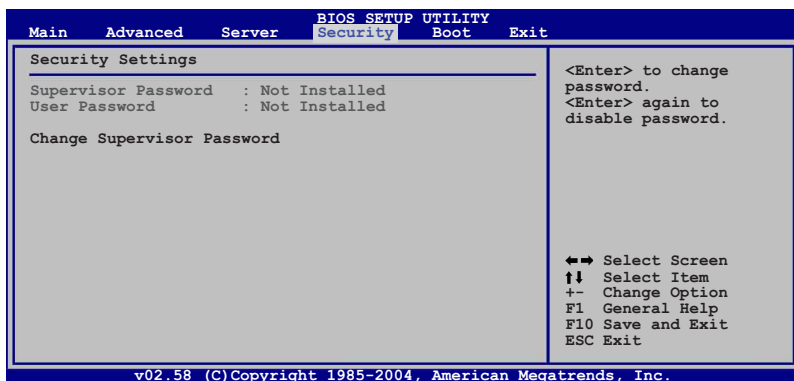 BIOS SETUP UTILITY
Main Advanced Server Security Boot Exit
Security Settings
Supervisor Password : Not Installed
User Password : Not Installed
Change Supervisor Password
<Enter> to change
password.
<Enter> again to
disable password.
←→ Select Screen
↑↓ Select Item
+- Change Option
F1 General Help
F10 Save and Exit
ESC Exit
v02.58 (C)Copyright 1985-2004, American Megatrends, Inc.